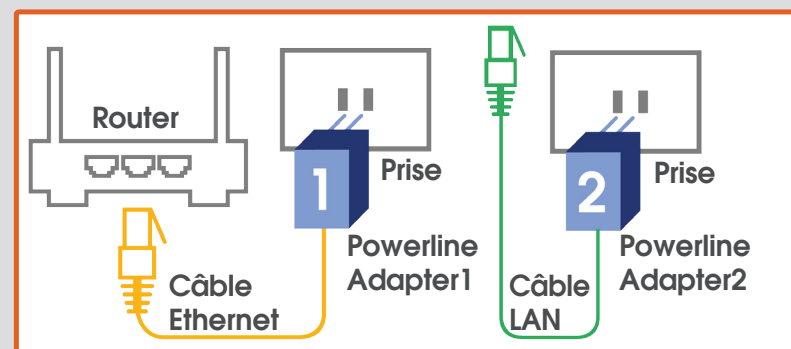 Router
1
Prise
Powerline
Adapter1
Câble
Ethernet
2
Prise
Powerline
Adapter2
Câble
LAN